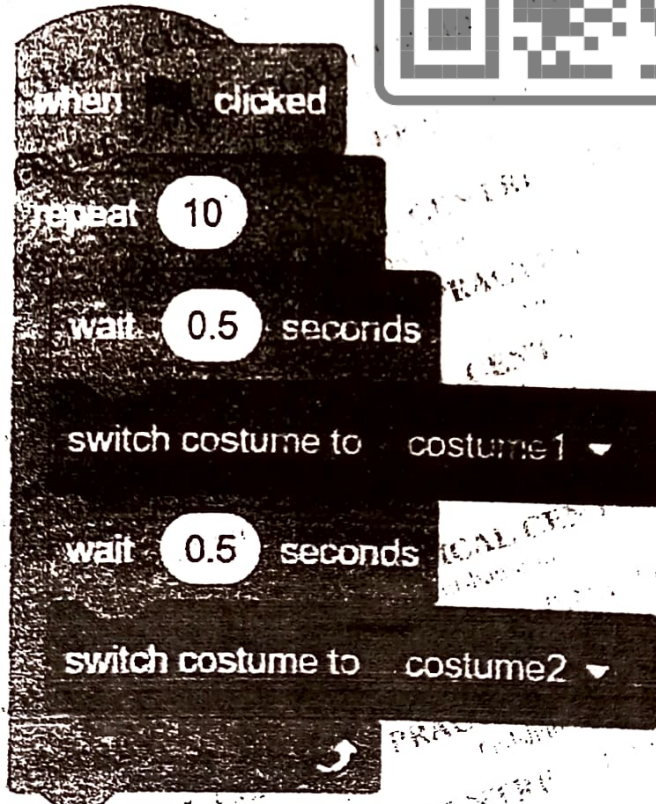 when clicked
repeat 10
wait 0.5 seconds
switch costume to costume1
wait 0.5 seconds
switch costume to costume2